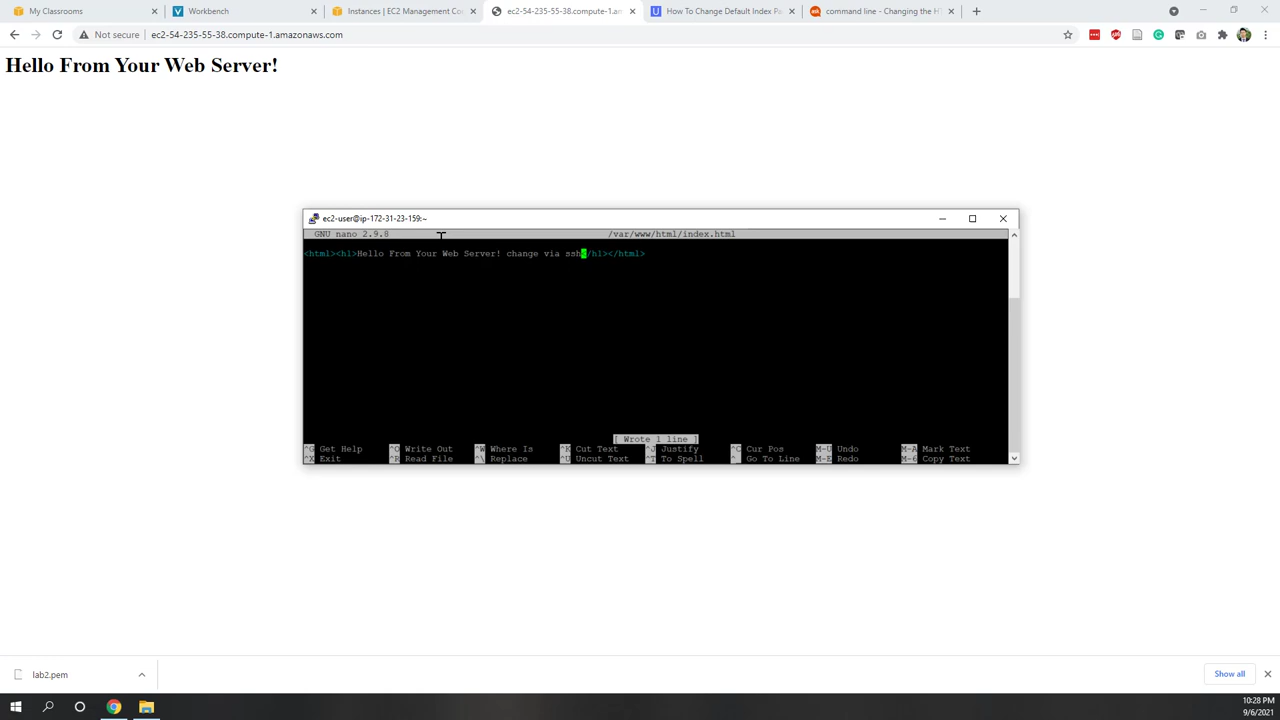 My Classrooms
Workbench
Instances | EC2 Management Co
ec2-54-235-55-38.compute-1.am
How To Change Default Index Pa
command line - Changing the HT
Not secure | ec2-54-235-55-38.compute-1.amazonaws.com
Hello From Your Web Server!
ec2-user@ip-172-31-23-159:~
GNU nano 2.9.8 /var/www/html/index.html
<html><h1>Hello From Your Web Server! change via ssh</h1></html>
[ Wrote 1 line ]
^G Get Help ^O Write Out ^W Where Is ^K Cut Text ^J Justify ^C Cur Pos M-U Undo M-A Mark Text
^X Exit ^R Read File ^\ Replace ^U Uncut Text ^T To Spell ^_ Go To Line M-E Redo M-6 Copy Text
lab2.pem
Show all
10:28 PM
9/6/2021